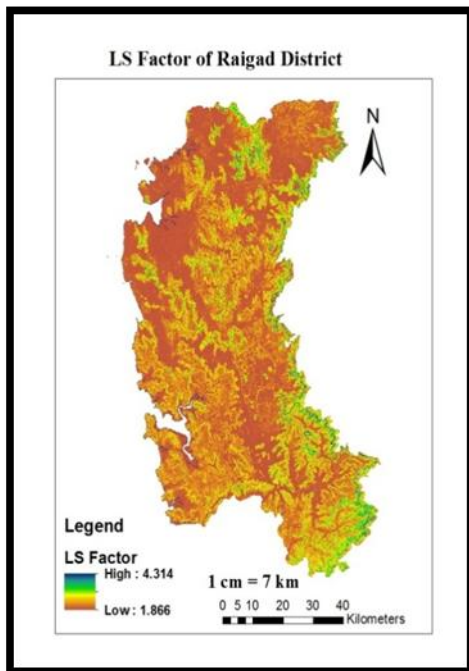 LS Factor of Raigad District
N
Legend
LS Factor
High : 4.314
Low : 1.866
1 cm = 7 km
0 5 10 20 30 40
Kilometers